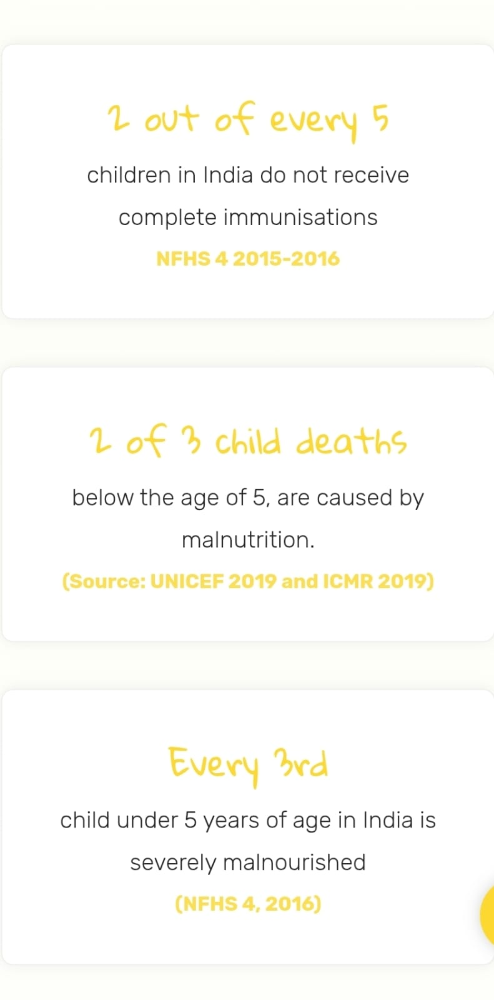 2 out of every 5
children in India do not receive
complete immunisations
NFHS 4 2015-2016
2 of 3 child deaths
below the age of 5, are caused by
malnutrition.
(Source: UNICEF 2019 and ICMR 2019)
Every 3rd
child under 5 years of age in India is
severely malnourished
(NFHS 4, 2016)